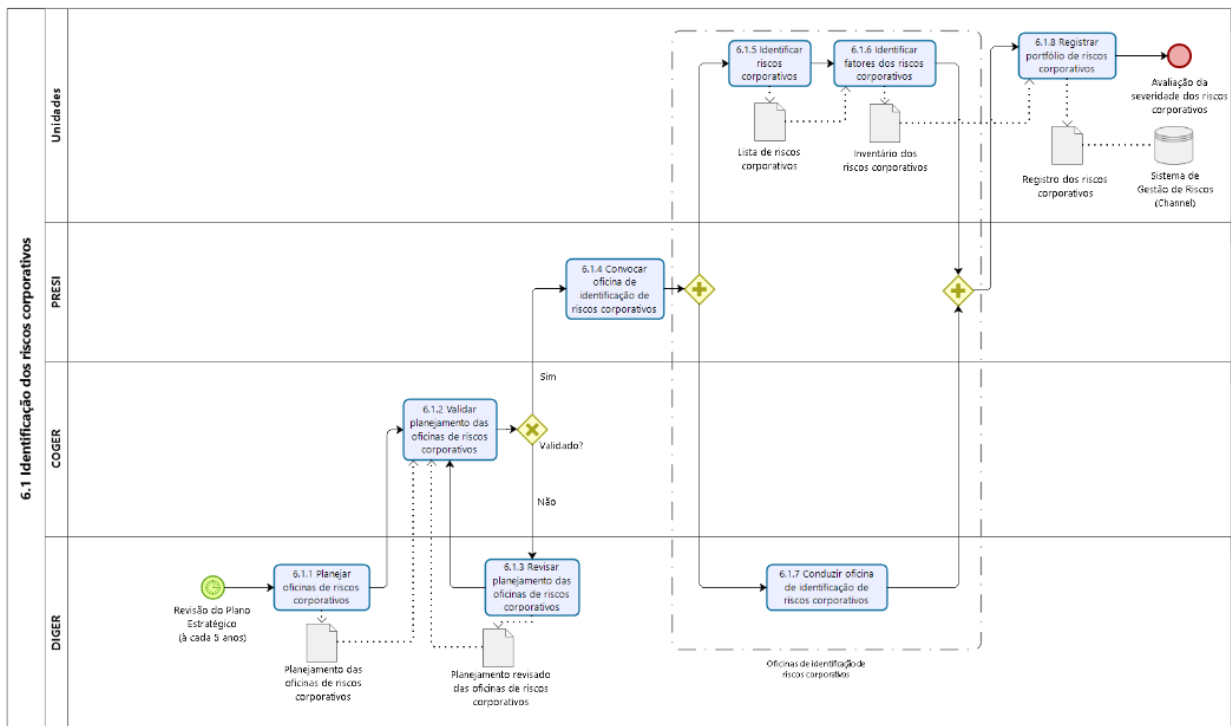 6.1 Identificação dos riscos corporativos
Unidades
6.1.5 Identificar
riscos
corporativos
6.1.6 Identificar
fatores dos riscos
corporativos
6.1.8 Registrar
portfólio de riscos
corporativos
Avaliação da
severidade dos riscos
corporativos
Lista de riscos
corporativos
Inventário dos
riscos corporativos
Registro dos riscos
corporativos
Sistema de
Gestão de Riscos
(Channel)
PRESI
6.1.4 Convocar
oficina de
identificação de
riscos corporativos
COGER
Sim
6.1.2 Validar
planejamento das
oficinas de riscos
corporativos
Validado?
Não
DIGER
6.1.1 Planejar
oficinas de riscos
corporativos
6.1.3 Revisar
planejamento das
oficinas de riscos
corporativos
6.1.7 Conduzir oficina
de identificação de
riscos corporativos
Revisão do Plano
Estratégico
(à cada 5 anos)
Planejamento das
oficinas de riscos
corporativos
Planejamento revisado
das oficinas de riscos
corporativos
Oficinas de identificação de
riscos corporativos